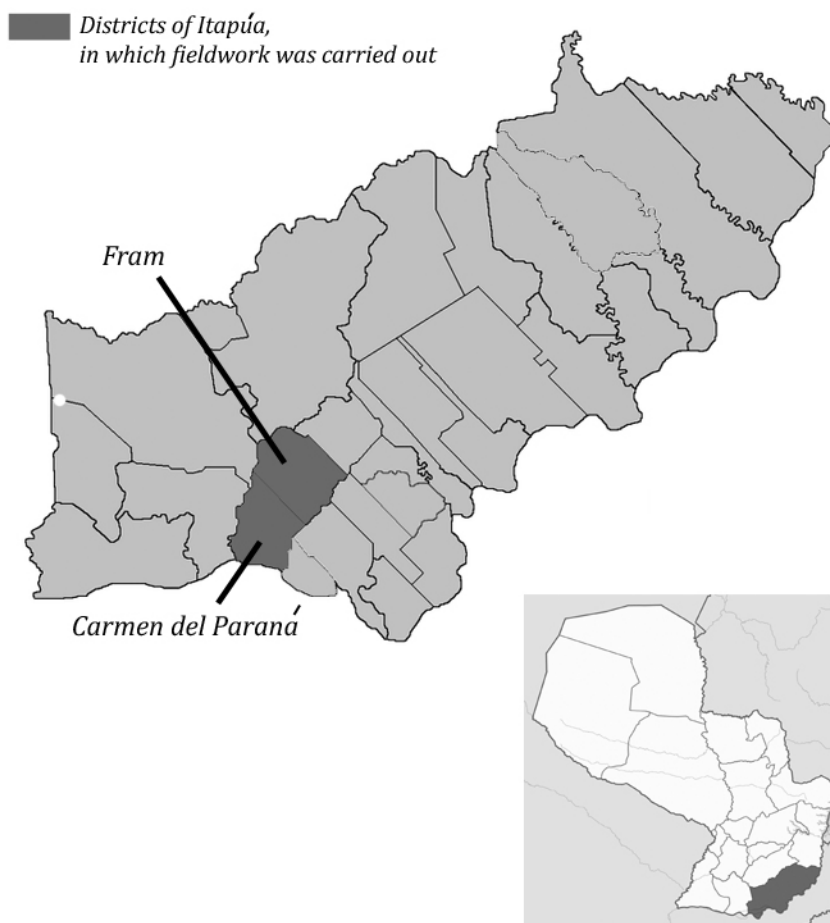 Districts of Itapúa,
in which fieldwork was carried out
Fram
Carmen del Paraná